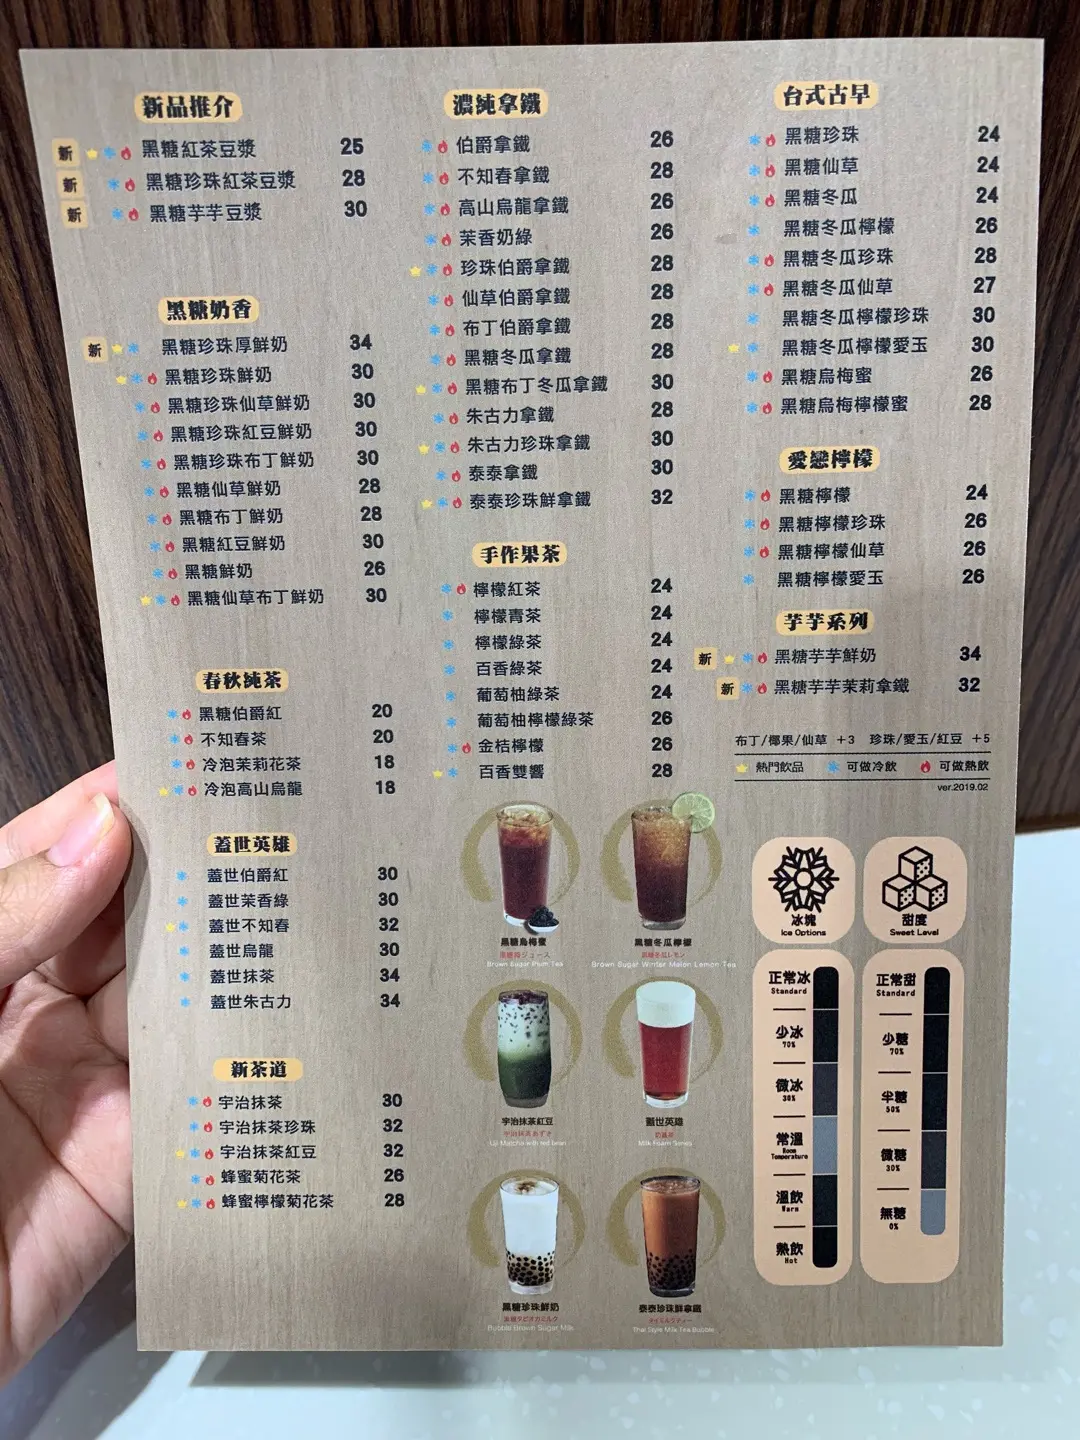 新品推介
新 黑糖紅茶豆漿 25
新 黑糖珍珠紅茶豆漿 28
新 黑糖芋芋豆漿 30
黑糖奶香
新 黑糖珍珠厚鮮奶 34
黑糖珍珠鮮奶 30
黑糖珍珠仙草鮮奶 30
黑糖珍珠紅豆鮮奶 30
黑糖珍珠布丁鮮奶 30
黑糖仙草鮮奶 28
黑糖布丁鮮奶 28
黑糖紅豆鮮奶 30
黑糖鮮奶 26
黑糖仙草布丁鮮奶 30
春秋純茶
黑糖伯爵紅 20
不知春茶 20
冷泡茉莉花茶 18
冷泡高山烏龍 18
蓋世英雄
蓋世伯爵紅 30
蓋世茉香綠 30
蓋世不知春 32
蓋世烏龍 30
蓋世抹茶 34
蓋世朱古力 34
新茶道
宇治抹茶 30
宇治抹茶珍珠 32
宇治抹茶紅豆 32
蜂蜜菊花茶 26
蜂蜜檸檬菊花茶 28
濃純拿鐵
伯爵拿鐵 26
不知春拿鐵 28
高山烏龍拿鐵 26
茉香奶綠 26
珍珠伯爵拿鐵 28
仙草伯爵拿鐵 28
布丁伯爵拿鐵 28
黑糖冬瓜拿鐵 28
黑糖布丁冬瓜拿鐵 30
朱古力拿鐵 28
朱古力珍珠拿鐵 30
泰泰拿鐵 30
泰泰珍珠鮮拿鐵 32
手作果茶
檸檬紅茶 24
檸檬青茶 24
檸檬綠茶 24
百香綠茶 24
葡萄柚綠茶 24
葡萄柚檸檬綠茶 26
金桔檸檬 26
百香雙響 28
台式古早
黑糖珍珠 24
黑糖仙草 24
黑糖冬瓜 24
黑糖冬瓜檸檬 26
黑糖冬瓜珍珠 28
黑糖冬瓜仙草 27
黑糖冬瓜檸檬珍珠 30
黑糖冬瓜檸檬愛玉 30
黑糖烏梅蜜 26
黑糖烏梅檸檬蜜 28
愛戀檸檬
黑糖檸檬 24
黑糖檸檬珍珠 26
黑糖檸檬仙草 26
黑糖檸檬愛玉 26
芋芋系列
新 黑糖芋芋鮮奶 34
新 黑糖芋芋茉莉拿鐵 32
布丁/椰果/仙草 +3 珍珠/愛玉/紅豆 +5
熱門飲品 可做冷飲 可做熱飲
ver.2019.02
黑糖烏梅蜜
Brown Sugar Plum Tea
黑糖冬瓜檸檬
Brown Sugar Winter Melon Lemon Tea
宇治抹茶紅豆
宇治抹茶あずき
Uji Matcha with red bean
蓋世英雄
Milk Foam Series
黑糖珍珠鮮奶
黒糖タピオカミルク
Bubble Brown Sugar Milk
泰泰珍珠鮮拿鐵
タイミルクティー
Thai Style Milk Tea Bubble
冰塊
Ice Options
正常冰
Standard
少冰
70%
微冰
30%
常溫
Room Temperature
溫飲
Warm
熱飲
Hot
甜度
Sweet Level
正常甜
Standard
少糖
70%
半糖
50%
微糖
30%
無糖
0%